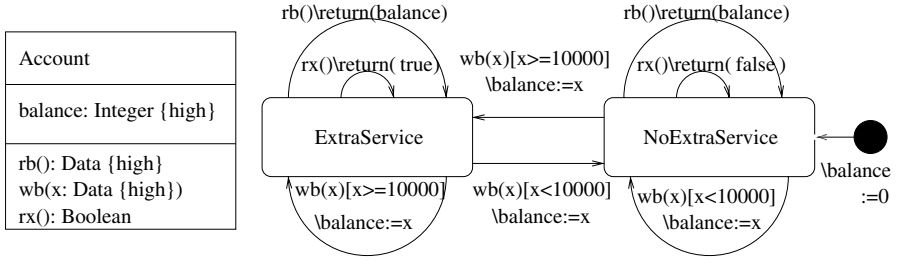 Account
balance: Integer {high}
rb(): Data {high}
wb(x: Data {high})
rx(): Boolean
rb()\return(balance)
rx()\return( true)
ExtraService
wb(x)[x>=10000]
\balance:=x
wb(x)[x>=10000]
\balance:=x
wb(x)[x<10000]
\balance:=x
rb()\return(balance)
rx()\return( false )
NoExtraService
wb(x)[x<10000]
\balance:=x
\balance
:=0